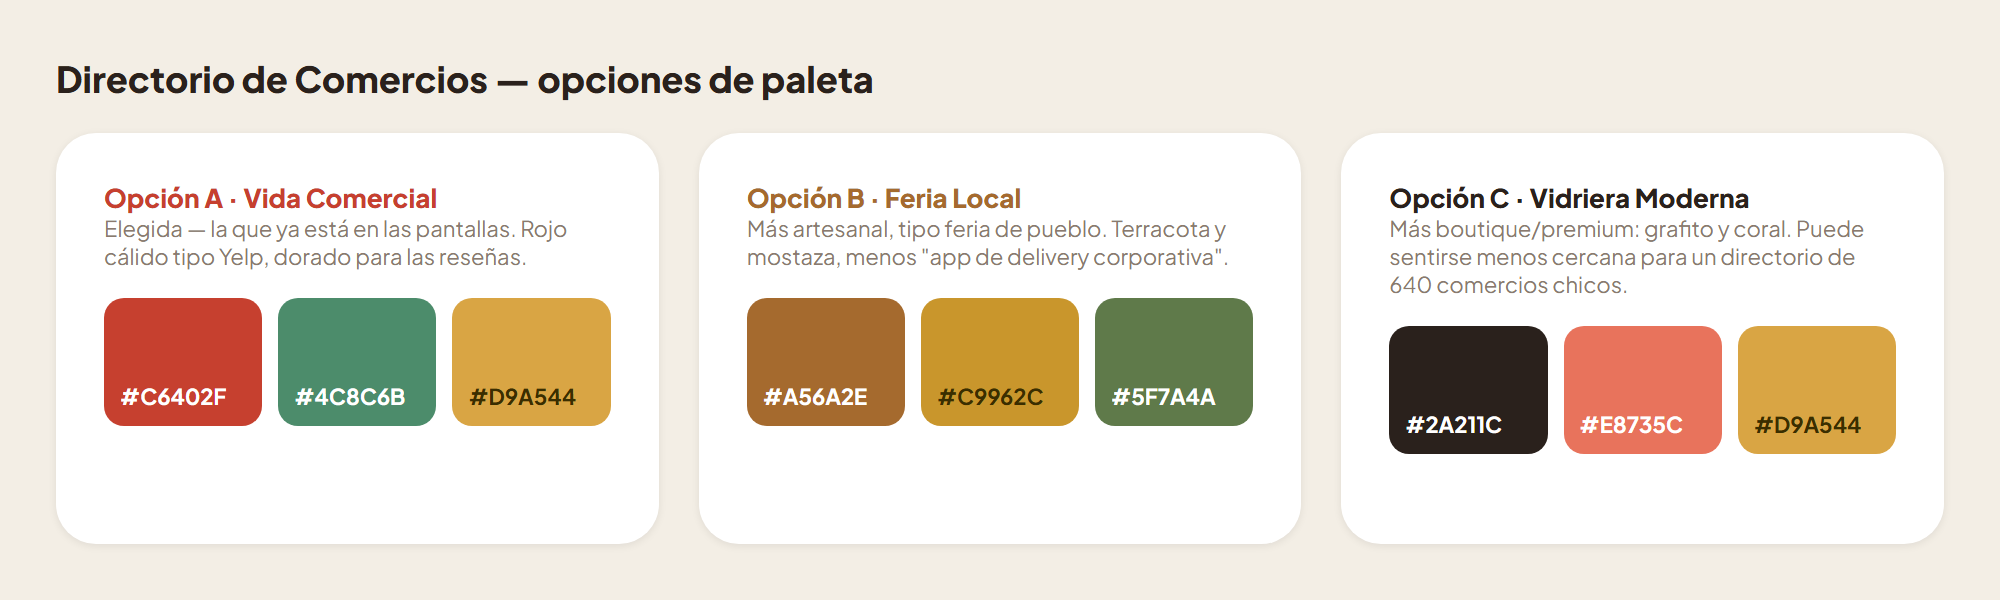 Directorio de Comercios — opciones de paleta
Opción A · Vida Comercial
Elegida — la que ya está en las pantallas. Rojo
cálido tipo Yelp, dorado para las reseñas.
#C6402F
#4C8C6B
#D9A544
Opción B · Feria Local
Más artesanal, tipo feria de pueblo. Terracota y
mostaza, menos "app de delivery corporativa".
#A56A2E
#C9962C
#5F7A4A
Opción C · Vidriera Moderna
Más boutique/premium: grafito y coral. Puede
sentirse menos cercana para un directorio de
640 comercios chicos.
#2A211C
#E8735C
#D9A544